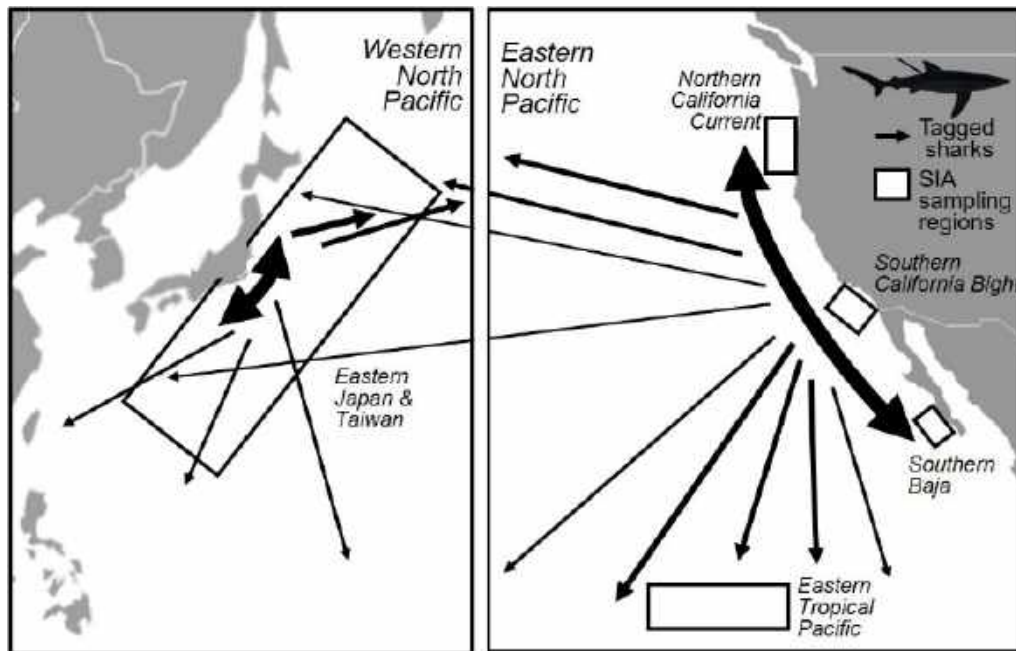 Western
North
Pacific
Eastern
Japan &
Taiwan
Eastern
North
Pacific
Northern
California
Current
Tagged
sharks
SIA
sampling
regions
Southern
California Bight
Southern
Baja
Eastern
Tropical
Pacific